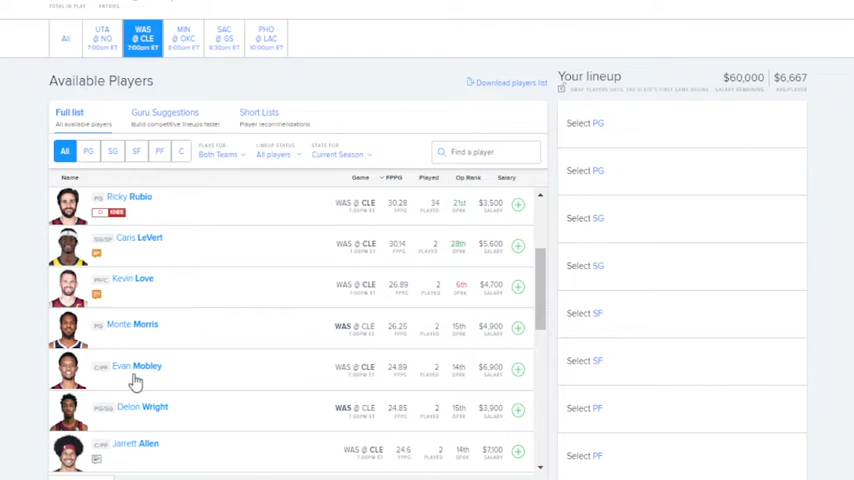 TOTAL IN PLAY ENTRIES
All
UTA @ NO 7:00pm ET
WAS @ CLE 7:00pm ET
MIN @ OKC 8:00pm ET
SAC @ GS 8:30pm ET
PHO @ LAC 10:00pm ET
Available Players
Download players list
Full list
All available players
Guru Suggestions
Build competitive lineups faster
Short Lists
Player recommendations
All PG SG SF PF C
PLAYS FOR
Both Teams
LINEUP STATUS
All players
STATS FOR
Current Season
Find a player
Name Game FPPG Played Op Rank Salary
PG Ricky Rubio
O KNEE
WAS @ CLE 30.28 34 21st $3,500
7:00PM ET FPPG PLAYED OPRK SALARY
SG/SF Caris LeVert
WAS @ CLE 30.14 2 28th $5,600
7:00PM ET FPPG PLAYED OPRK SALARY
PF/C Kevin Love
WAS @ CLE 26.89 2 6th $4,700
7:00PM ET FPPG PLAYED OPRK SALARY
PG Monte Morris
WAS @ CLE 26.25 2 15th $4,900
7:00PM ET FPPG PLAYED OPRK SALARY
C/PF Evan Mobley
WAS @ CLE 24.89 2 14th $6,900
7:00PM ET FPPG PLAYED OPRK SALARY
PG/SG Delon Wright
WAS @ CLE 24.85 2 15th $3,900
7:00PM ET FPPG PLAYED OPRK SALARY
C/PF Jarrett Allen
WAS @ CLE 24.6 2 14th $7,100
7:00PM ET FPPG PLAYED OPRK SALARY
Your lineup
SWAP PLAYERS UNTIL THE SLATE'S FIRST GAME BEGINS.
$60,000
SALARY REMAINING
$6,667
AVG/PLAYER
Select PG
Select PG
Select SG
Select SG
Select SF
Select SF
Select PF
Select PF